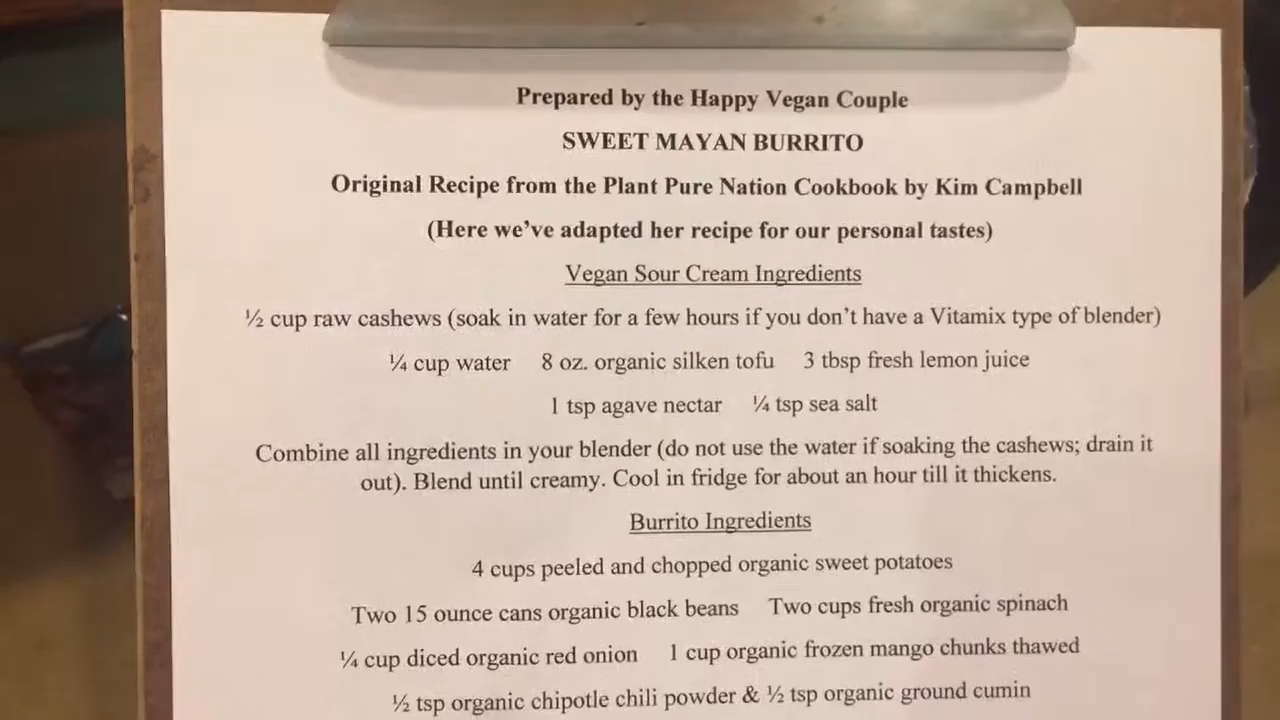 Prepared by the Happy Vegan Couple
SWEET MAYAN BURRITO
Original Recipe from the Plant Pure Nation Cookbook by Kim Campbell
(Here we’ve adapted her recipe for our personal tastes)
Vegan Sour Cream Ingredients
½ cup raw cashews (soak in water for a few hours if you don’t have a Vitamix type of blender)
¼ cup water 8 oz. organic silken tofu 3 tbsp fresh lemon juice
1 tsp agave nectar ¼ tsp sea salt
Combine all ingredients in your blender (do not use the water if soaking the cashews; drain it
out). Blend until creamy. Cool in fridge for about an hour till it thickens.
Burrito Ingredients
4 cups peeled and chopped organic sweet potatoes
Two 15 ounce cans organic black beans Two cups fresh organic spinach
¼ cup diced organic red onion 1 cup organic frozen mango chunks thawed
½ tsp organic chipotle chili powder & ½ tsp organic ground cumin